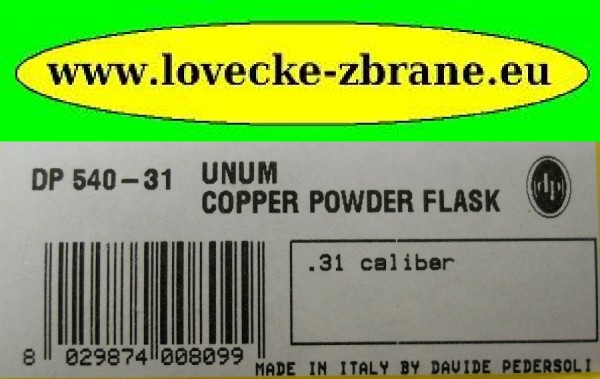 www.lovecke-zbrane.eu
DP 540-31 UNUM
COPPER POWDER FLASK
dp
.31 caliber
8 029874 008099
MADE IN ITALY BY DAVIDE PEDERSOLI